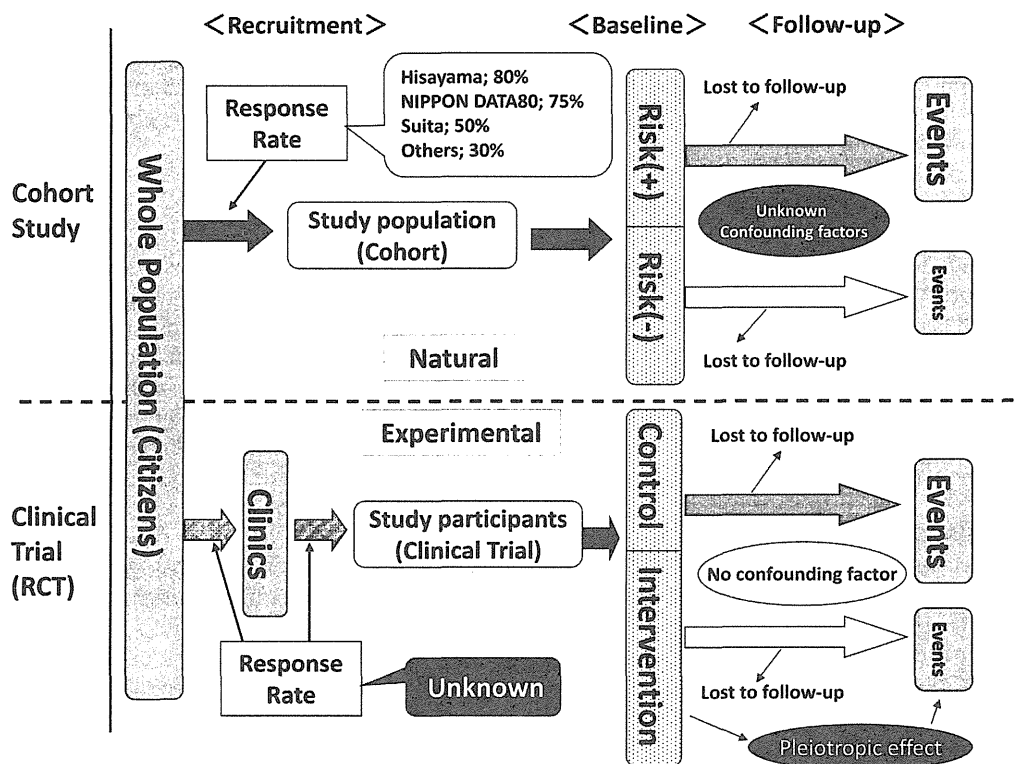 <Recruitment>
<Baseline>
<Follow-up>
Cohort
Study
Whole Population (Citizens)
Response
Rate
Hisayama; 80%
NIPPON DATA80; 75%
Suita; 50%
Others; 30%
Study population
(Cohort)
Risk(+)
Risk(-)
Lost to follow-up
Events
Unknown
Confounding factors
Events
Lost to follow-up
Natural
Experimental
Clinical
Trial
(RCT)
Clinics
Study participants
(Clinical Trial)
Response
Rate
Unknown
Control
Intervention
Lost to follow-up
Events
No confounding factor
Events
Lost to follow-up
Pleiotropic effect